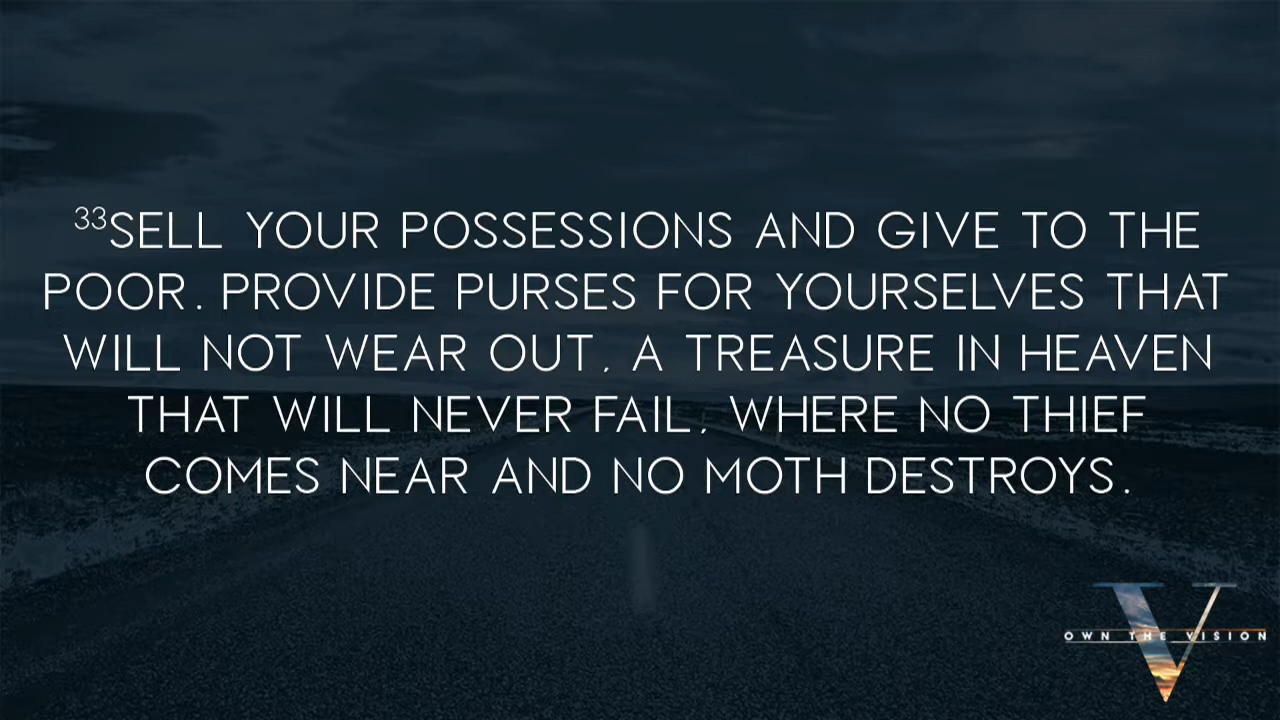 ³³SELL YOUR POSSESSIONS AND GIVE TO THE
POOR. PROVIDE PURSES FOR YOURSELVES THAT
WILL NOT WEAR OUT, A TREASURE IN HEAVEN
THAT WILL NEVER FAIL, WHERE NO THIEF
COMES NEAR AND NO MOTH DESTROYS.
V
OWN THE VISION